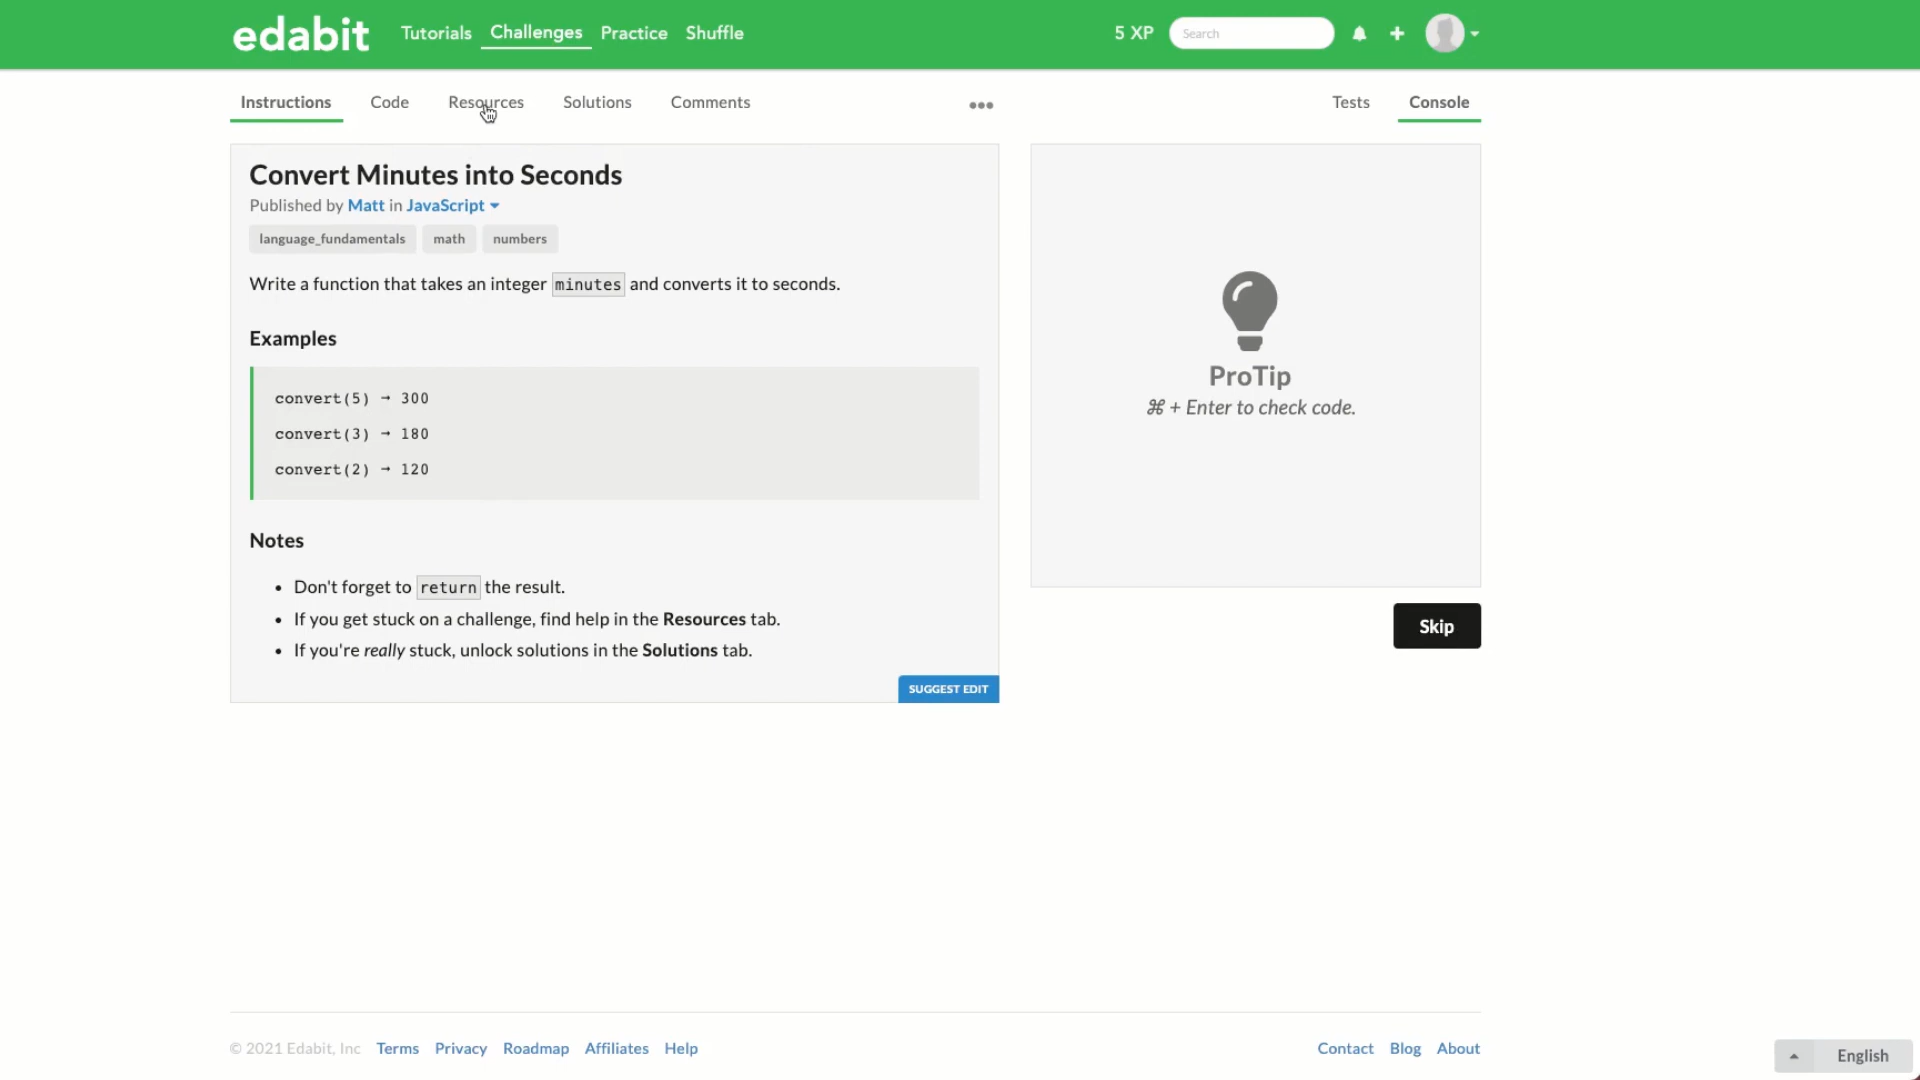 edabit Tutorials Challenges Practice Shuffle 5 XP Search
Instructions Code Resources Solutions Comments ••• Tests Console
Convert Minutes into Seconds
Published by Matt in JavaScript
language_fundamentals math numbers
Write a function that takes an integer minutes and converts it to seconds.
Examples
convert(5) → 300
convert(3) → 180
convert(2) → 120
Notes
• Don't forget to return the result.
• If you get stuck on a challenge, find help in the Resources tab.
• If you're really stuck, unlock solutions in the Solutions tab.
SUGGEST EDIT
ProTip
⌘ + Enter to check code.
Skip
© 2021 Edabit, Inc Terms Privacy Roadmap Affiliates Help Contact Blog About
English